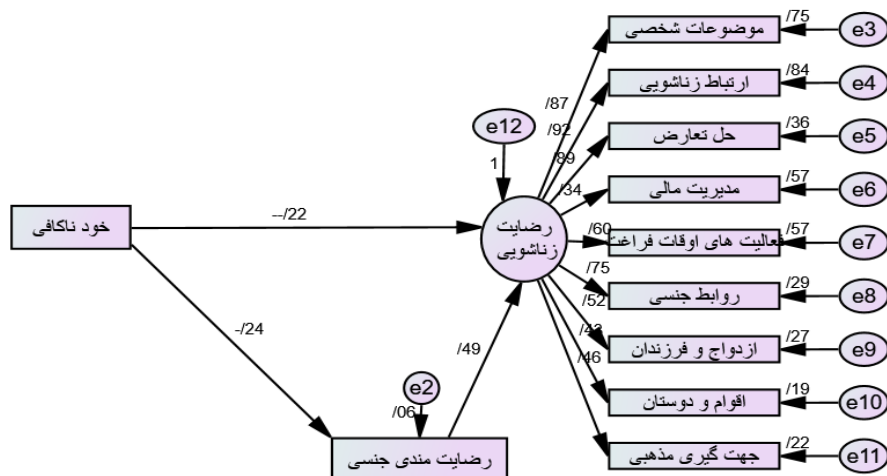 /75
موضوعات شخصی
e3
/84
ارتباط زناشویی
e4
/87
e12
/92
/36
حل تعارض
e5
1
/89
/34
/57
مدیریت مالی
e6
خود ناکافی
--/22
رضایت
زناشویی
/60
/57
فعالیت های اوقات فراغت
e7
/75
/29
روابط جنسی
e8
-/24
/49
/52
/43
/27
ازدواج و فرزندان
e9
e2
/46
/06
/19
اقوام و دوستان
e10
رضایت مندی جنسی
/22
جهت گیری مذهبی
e11